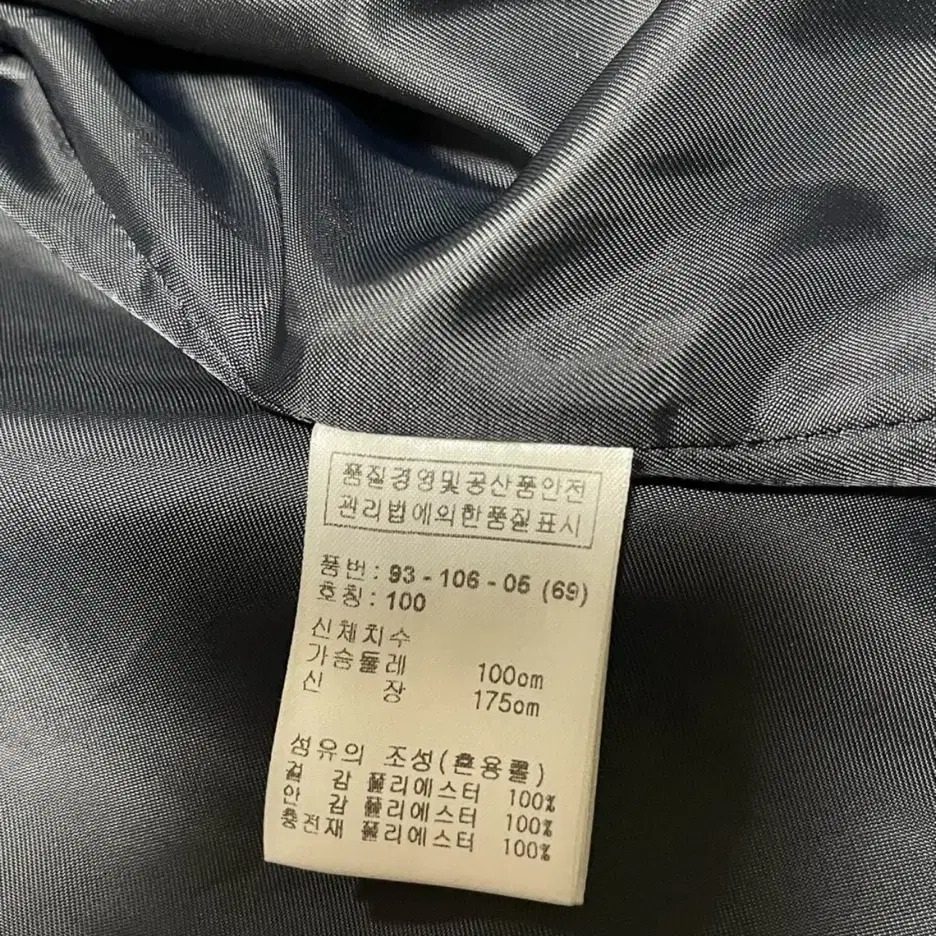 품질경영및공산품안전
관리법에의한품질표시
품번: 93 - 106 - 05 (69)
호칭: 100
신체치수
가슴둘레 100cm
신 장 175cm
섬유의 조성(혼용률)
겉 감 폴리에스터 100%
안 감 폴리에스터 100%
충전재 폴리에스터 100%